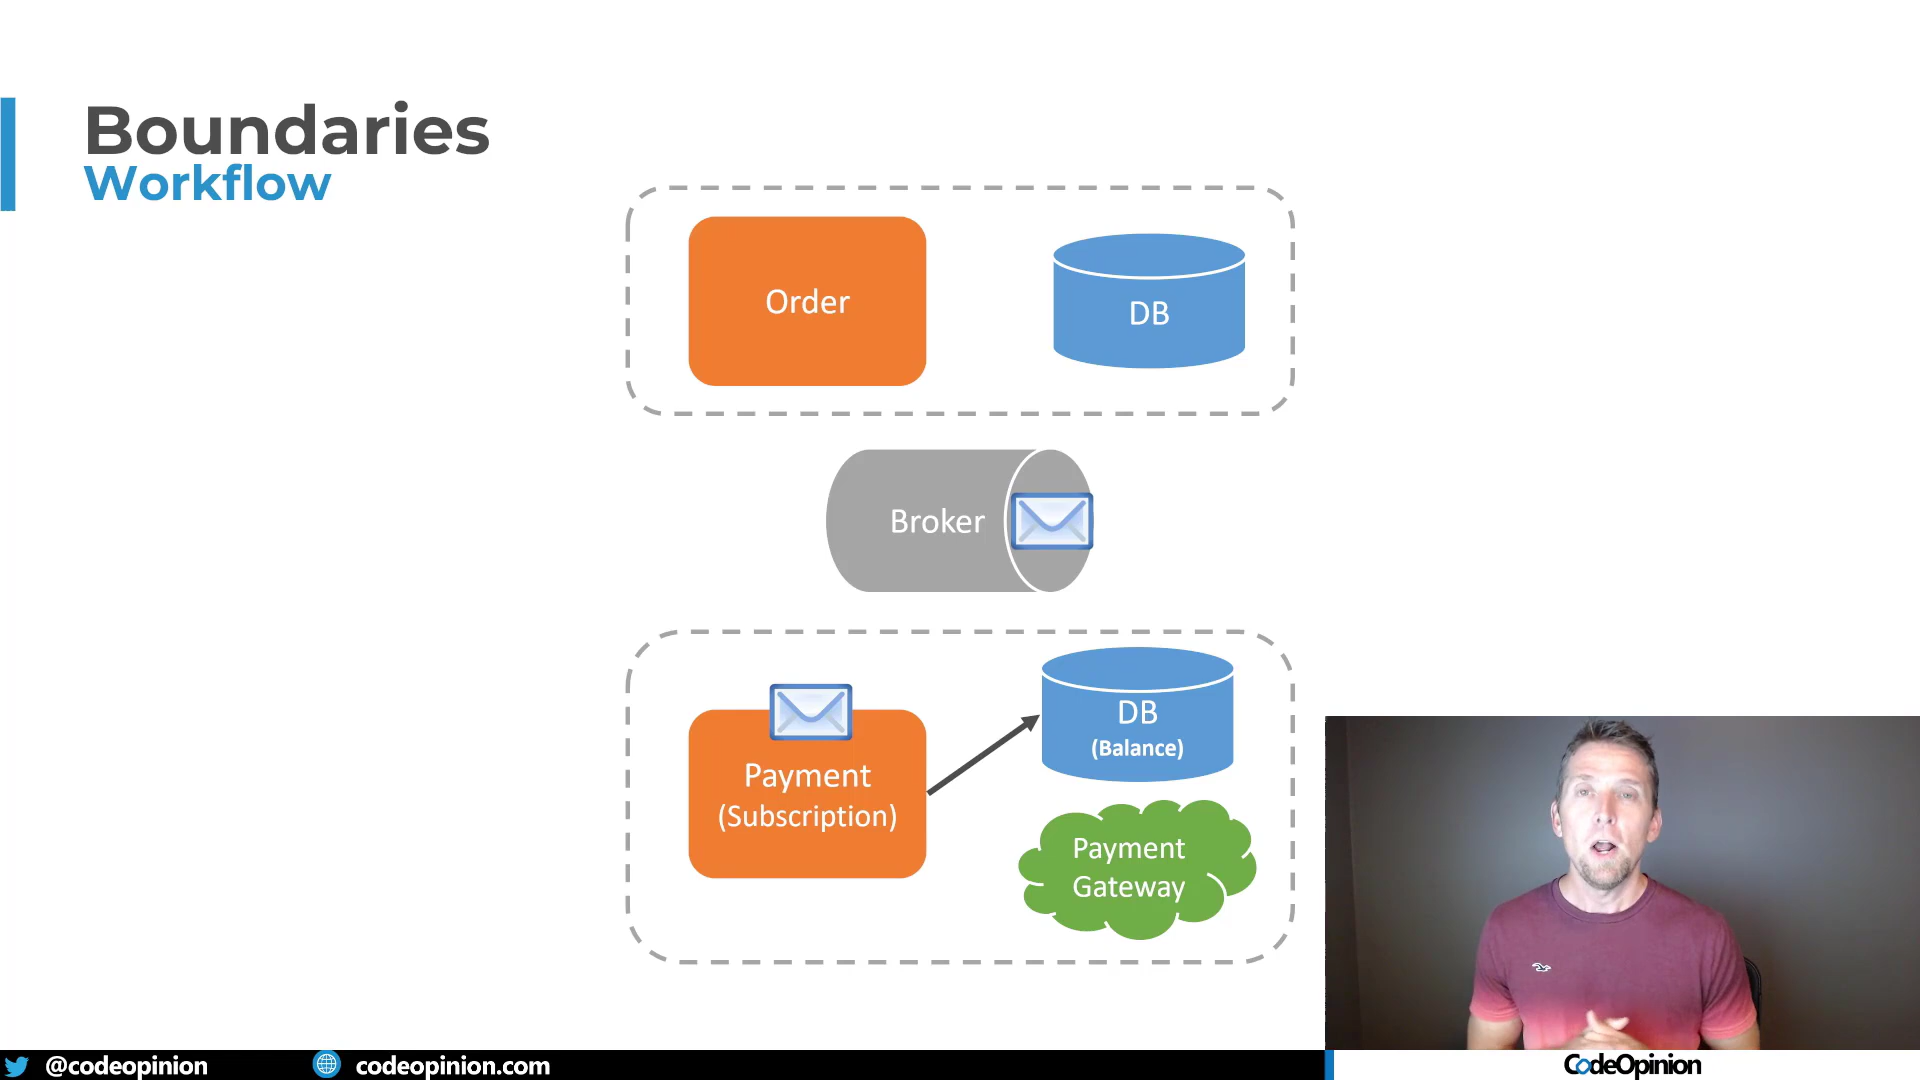 Boundaries
Workflow
Order
DB
Broker
Payment
(Subscription)
DB
(Balance)
Payment
Gateway
@codeopinion
codeopinion.com
CodeOpinion